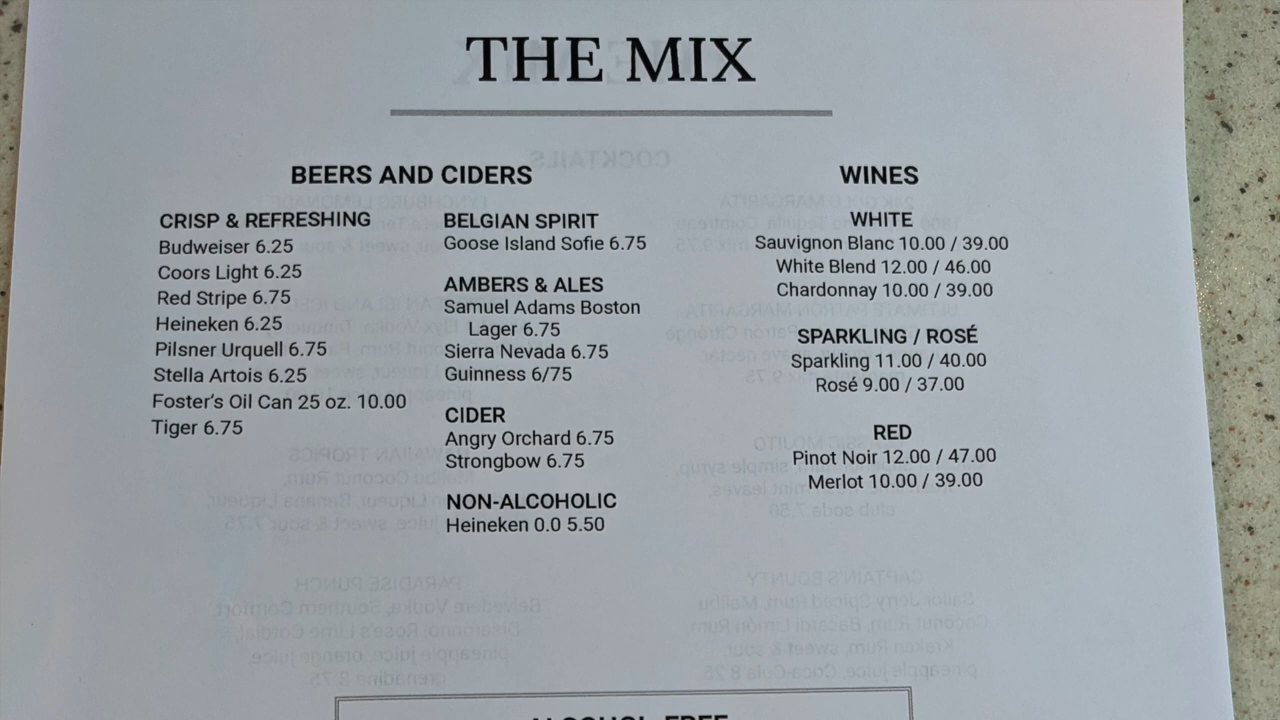 THE MIX
BEERS AND CIDERS
CRISP & REFRESHING
Budweiser 6.25
Coors Light 6.25
Red Stripe 6.75
Heineken 6.25
Pilsner Urquell 6.75
Stella Artois 6.25
Foster's Oil Can 25 oz. 10.00
Tiger 6.75
BELGIAN SPIRIT
Goose Island Sofie 6.75
AMBERS & ALES
Samuel Adams Boston
Lager 6.75
Sierra Nevada 6.75
Guinness 6/75
CIDER
Angry Orchard 6.75
Strongbow 6.75
NON-ALCOHOLIC
Heineken 0.0 5.50
WINES
WHITE
Sauvignon Blanc 10.00 / 39.00
White Blend 12.00 / 46.00
Chardonnay 10.00 / 39.00
SPARKLING / ROSÉ
Sparkling 11.00 / 40.00
Rosé 9.00 / 37.00
RED
Pinot Noir 12.00 / 47.00
Merlot 10.00 / 39.00
ALCOHOL-FREE